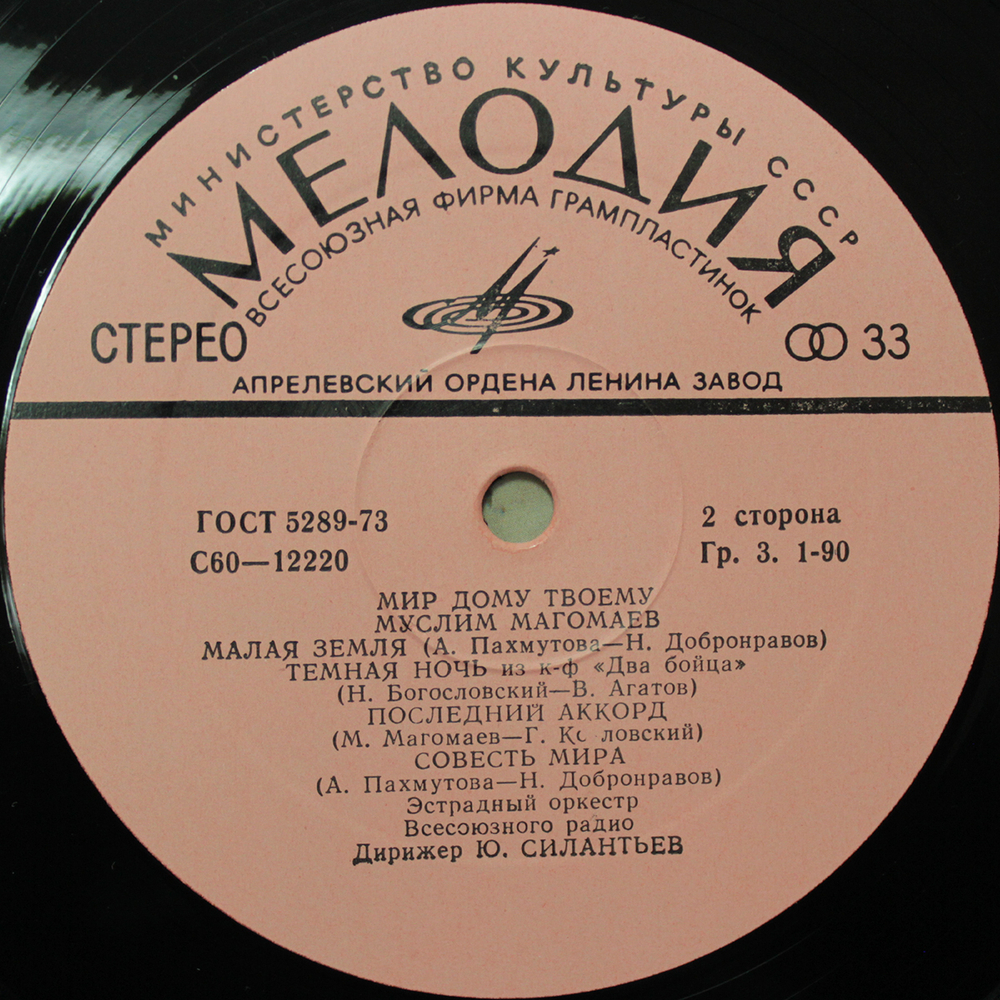 МИНИСТЕРСТВО КУЛЬТУРЫ СССР
МЕЛОДИЯ
ВСЕСОЮЗНАЯ ФИРМА ГРАМПЛАСТИНОК
СТЕРЕО 33
АПРЕЛЕВСКИЙ ОРДЕНА ЛЕНИНА ЗАВОД
ГОСТ 5289-73 2 сторона
С60—12220 Гр. 3. 1-90
МИР ДОМУ ТВОЕМУ
МУСЛИМ МАГОМАЕВ
МАЛАЯ ЗЕМЛЯ (А. Пахмутова—Н. Добронравов)
ТЕМНАЯ НОЧЬ из к-ф «Два бойца»
(Н. Богословский—В. Агатов)
ПОСЛЕДНИЙ АККОРД
(М. Магомаев—Г.
СОВЕСТЬ МИРА
(А. Пахмутова—Н. Добронравов)
Эстрадный оркестр
Всесоюзного радио
Дирижер Ю. СИЛАНТЬЕВ